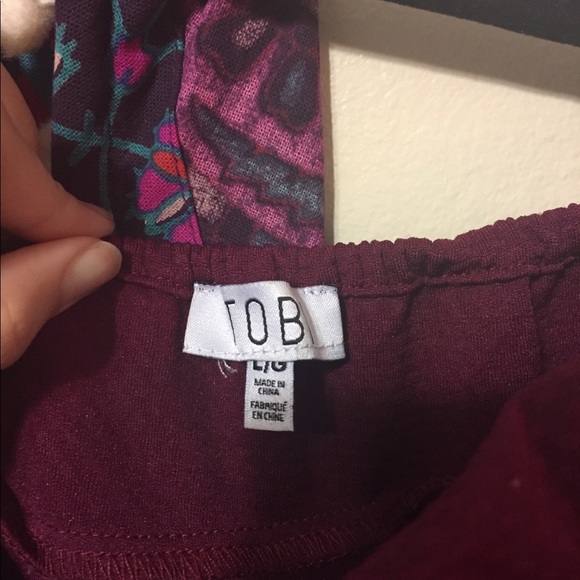 TOBI
L/G
MADE IN
CHINA
FABRIQUÉ
EN CHINE